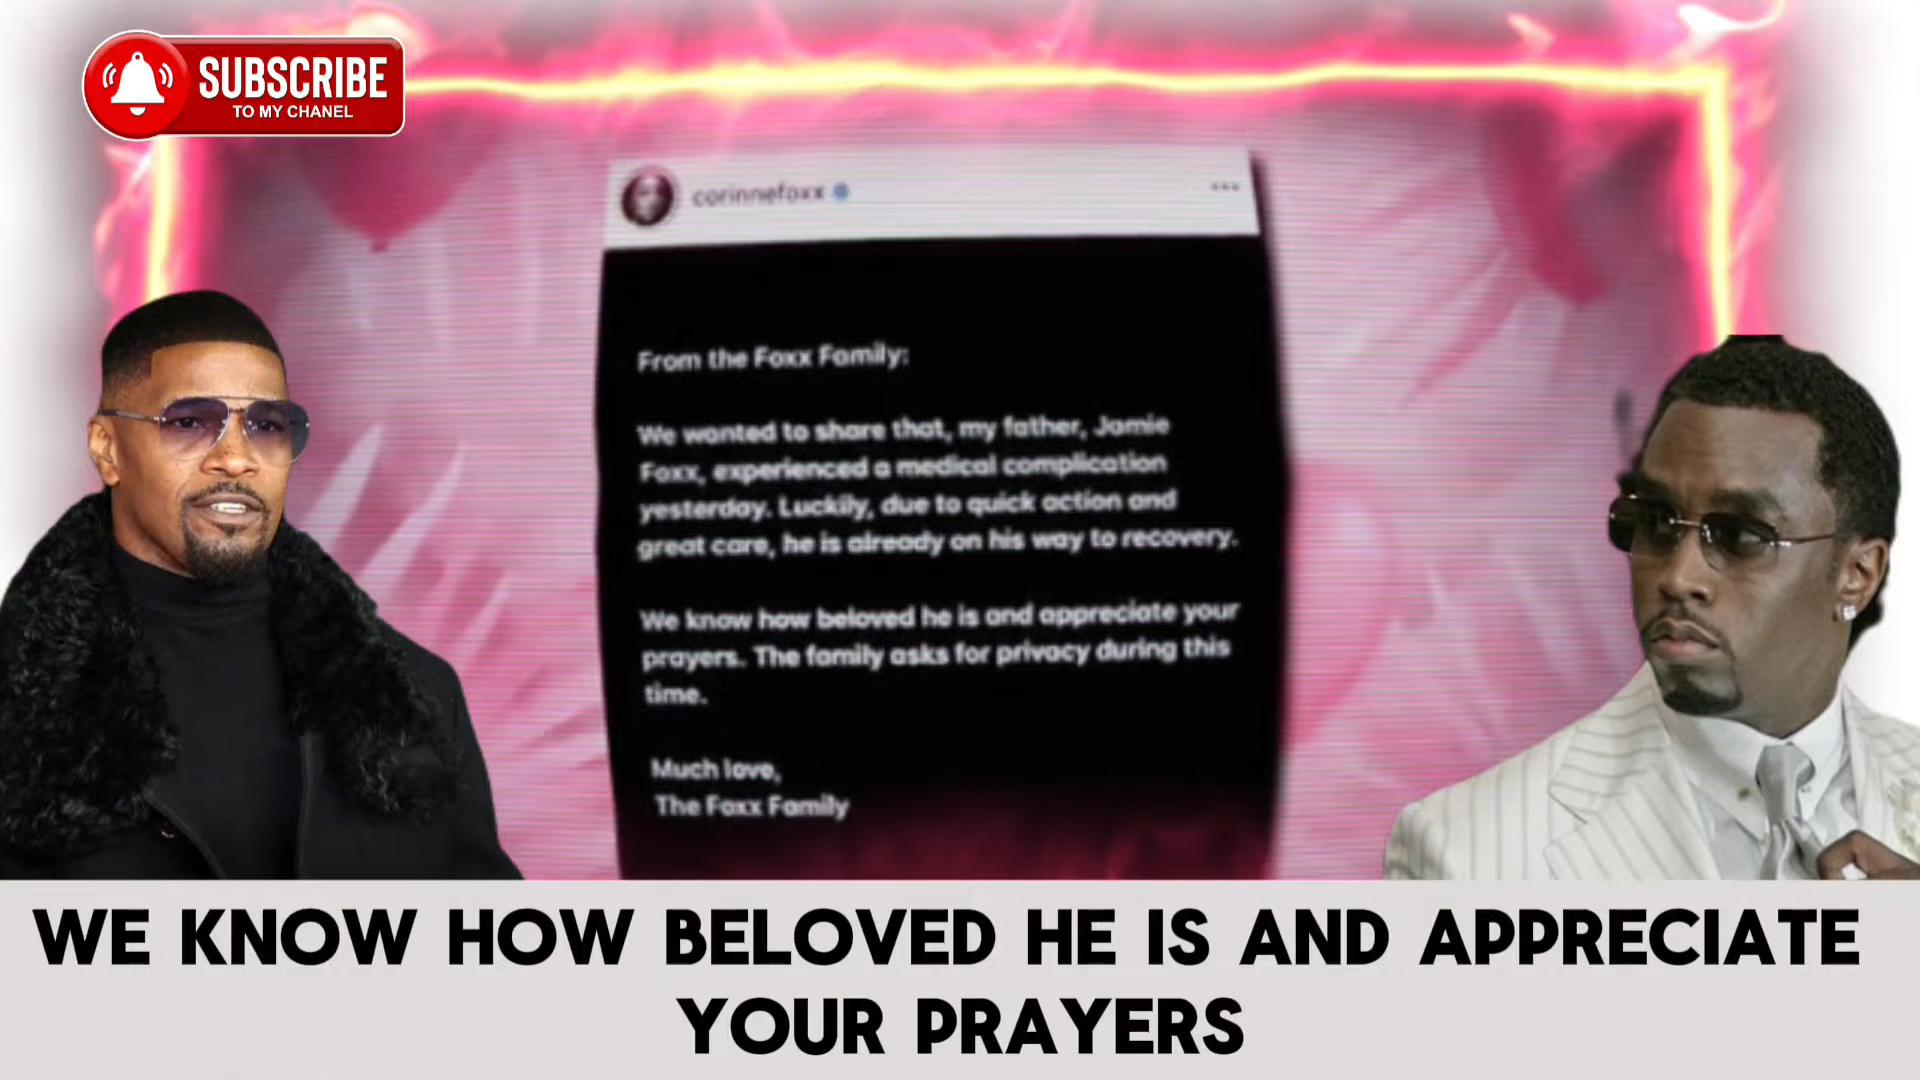 SUBSCRIBE
TO MY CHANEL
corinnefoxx
From the Foxx Family:
We wanted to share that, my father, Jamie
Foxx, experienced a medical complication
yesterday. Luckily, due to quick action and
great care, he is already on his way to recovery.
We know how beloved he is and appreciate your
prayers. The family asks for privacy during this
time.
Much love,
The Foxx Family
WE KNOW HOW BELOVED HE IS AND APPRECIATE
YOUR PRAYERS